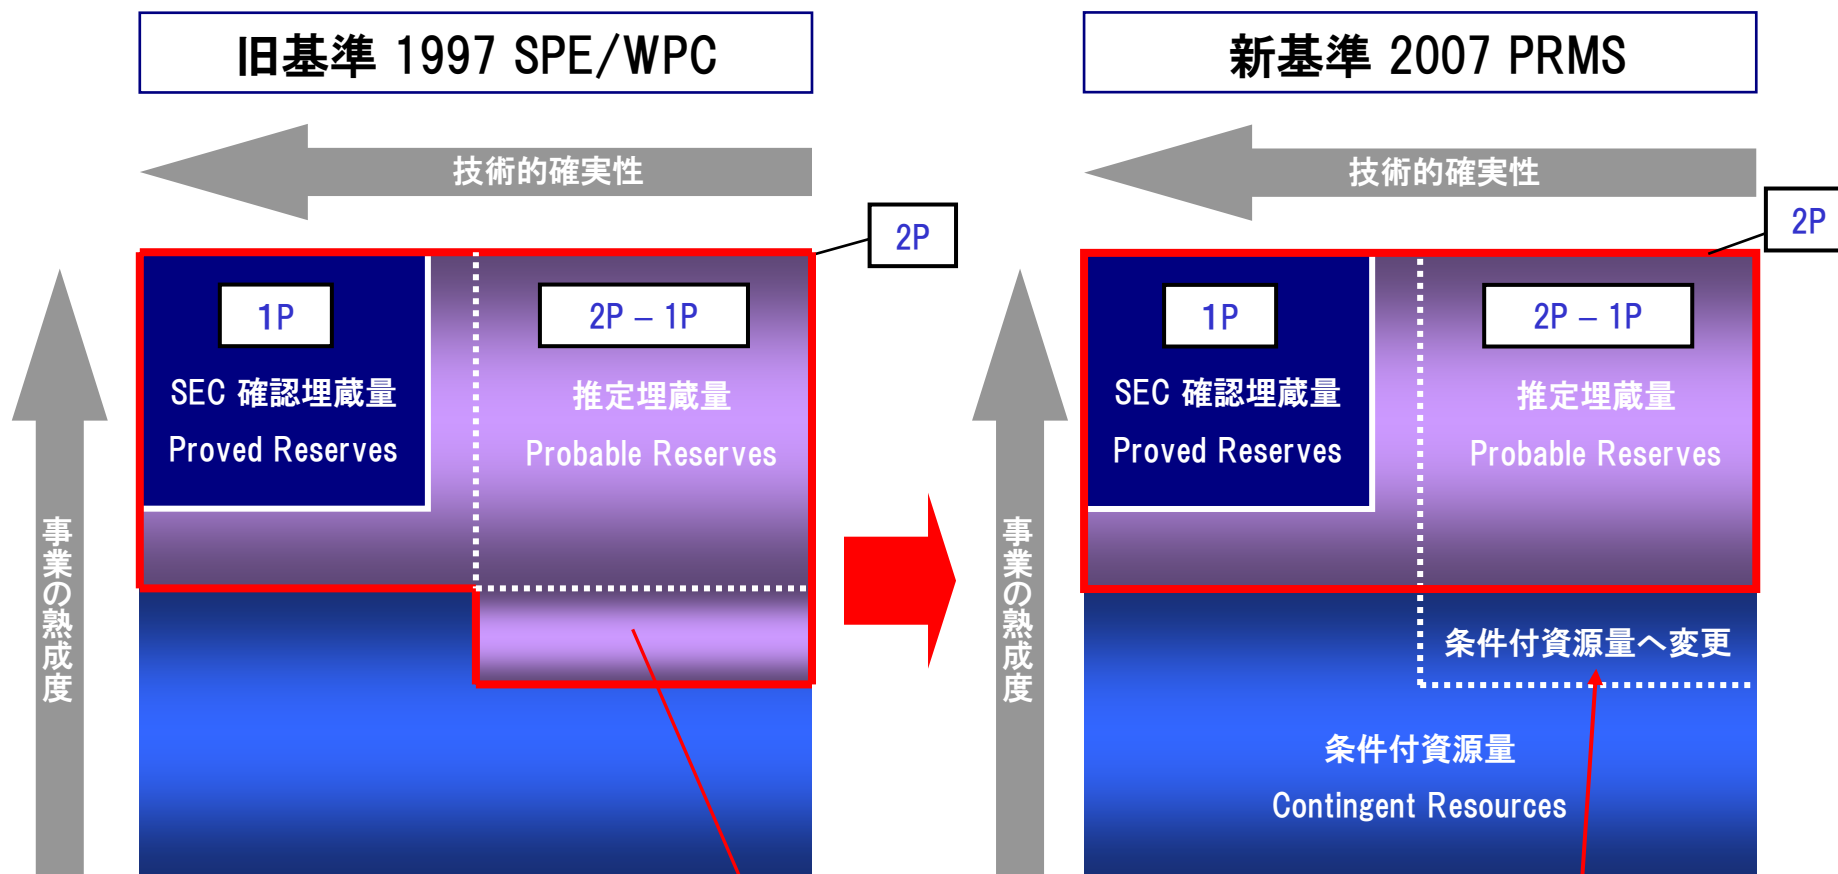 旧基準 1997 SPE/WPC
技術的確実性
2P
1P
2P – 1P
SEC 確認埋蔵量
Proved Reserves
推定埋蔵量
Probable Reserves
事業の熟成度
新基準 2007 PRMS
技術的確実性
2P
1P
2P – 1P
SEC 確認埋蔵量
Proved Reserves
推定埋蔵量
Probable Reserves
事業の熟成度
条件付資源量へ変更
条件付資源量
Contingent Resources